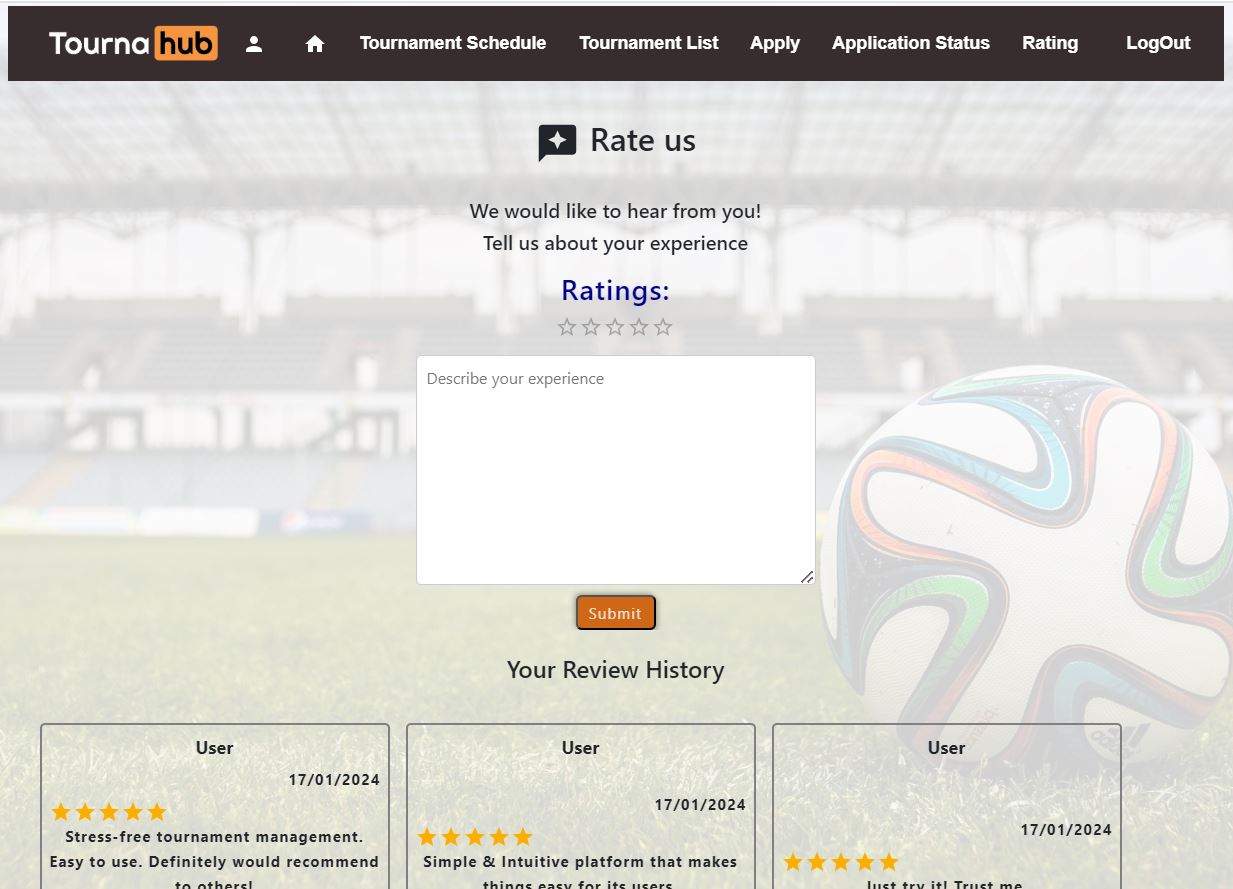 Tourna hub Tournament Schedule Tournament List Apply Application Status Rating LogOut
Rate us
We would like to hear from you!
Tell us about your experience
Ratings:
Describe your experience
Submit
Your Review History
User
17/01/2024
Stress-free tournament management.
Easy to use. Definitely would recommend
to others!
User
17/01/2024
Simple & Intuitive platform that makes
things easy for its users
User
17/01/2024
Just try it! Trust me